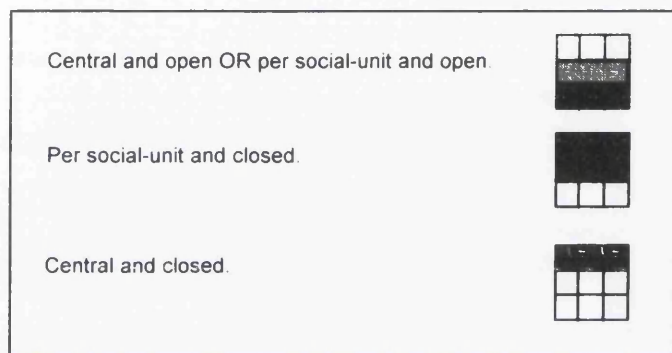 Central and open OR per social-unit and open.
Per social-unit and closed.
Central and closed.